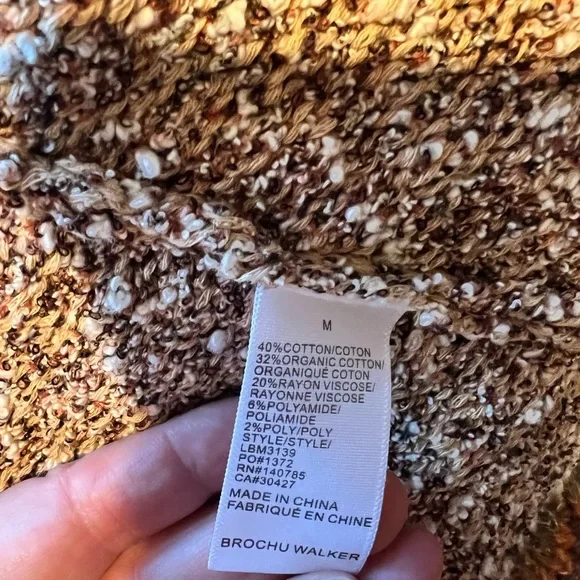 M
40%COTTON/COTON
32%ORGANIC COTTON/
ORGANIQUE COTON
20%RAYON VISCOSE/
RAYONNE VISCOSE
6%POLYAMIDE/
POLIAMIDE
2%POLY/POLY
STYLE/STYLE/
LBM3139
PO#1372
RN#140785
CA#30427
MADE IN CHINA
FABRIQUÉ EN CHINE
BROCHU WALKER